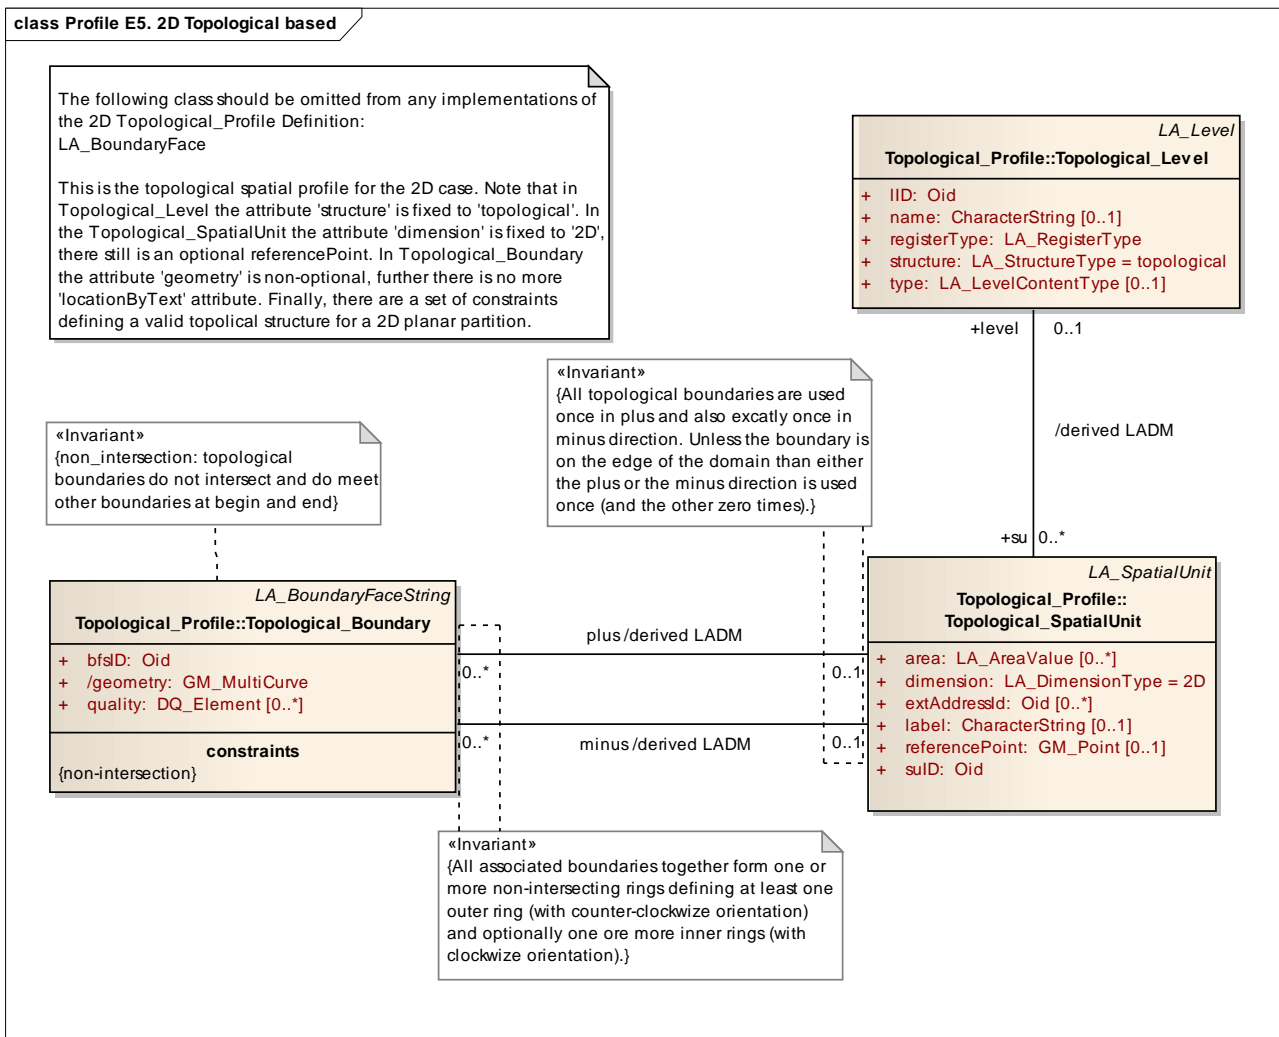 class Profile E5. 2D Topological based
The following class should be omitted from any implementations of
the 2D Topological_Profile Definition:
LA_BoundaryFace
This is the topological spatial profile for the 2D case. Note that in
Topological_Level the attribute 'structure' is fixed to 'topological'. In
the Topological_SpatialUnit the attribute 'dimension' is fixed to '2D',
there still is an optional referencePoint. In Topological_Boundary
the attribute 'geometry' is non-optional, further there is no more
'locationByText' attribute. Finally, there are a set of constraints
defining a valid topolical structure for a 2D planar partition.
LA_Level
Topological_Profile::Topological_Level
+ lID: Oid
+ name: CharacterString [0..1]
+ registerType: LA_RegisterType
+ structure: LA_StructureType = topological
+ type: LA_LevelContentType [0..1]
+level 0..1
/derived LADM
+su 0..*
«Invariant»
{All topological boundaries are used
once in plus and also excatly once in
minus direction. Unless the boundary is
on the edge of the domain than either
the plus or the minus direction is used
once (and the other zero times).}
«Invariant»
{non_intersection: topological
boundaries do not intersect and do meet
other boundaries at begin and end}
LA_BoundaryFaceString
Topological_Profile::Topological_Boundary
+ bfsID: Oid
+ /geometry: GM_MultiCurve
+ quality: DQ_Element [0..*]
constraints
{non-intersection}
plus /derived LADM
0..* 0..1
minus /derived LADM
0..* 0..1
LA_SpatialUnit
Topological_Profile::
Topological_SpatialUnit
+ area: LA_AreaValue [0..*]
+ dimension: LA_DimensionType = 2D
+ extAddressId: Oid [0..*]
+ label: CharacterString [0..1]
+ referencePoint: GM_Point [0..1]
+ suID: Oid
«Invariant»
{All associated boundaries together form one or
more non-intersecting rings defining at least one
outer ring (with counter-clockwize orientation)
and optionally one ore more inner rings (with
clockwize orientation).}